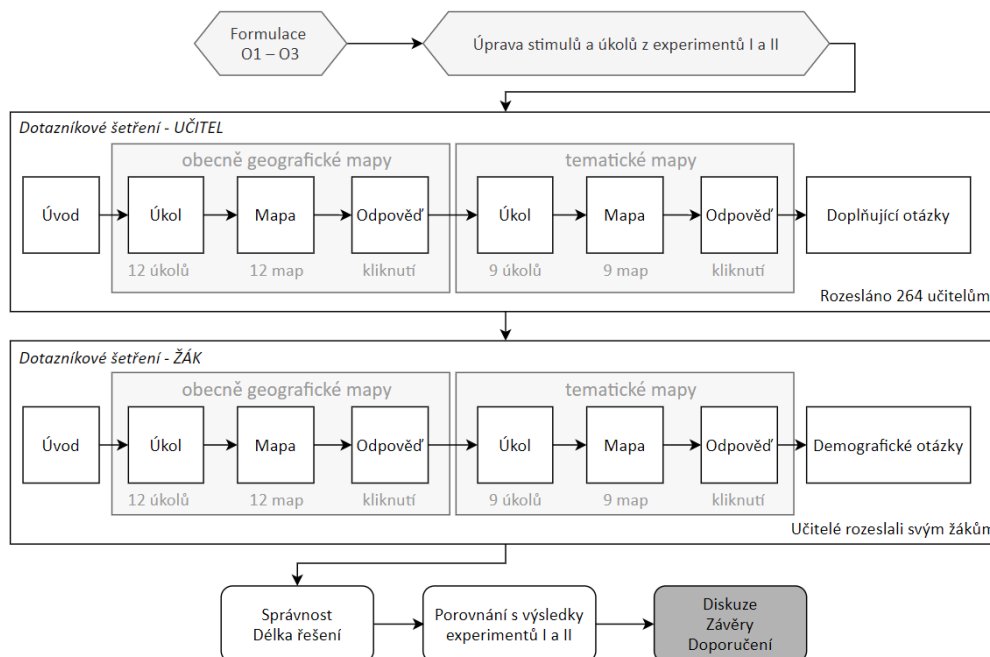 Formulace
O1 – O3
Úprava stimulů a úkolů z experimentů I a II
Dotazníkové šetření - UČITEL
obecně geografické mapy
tematické mapy
Úvod
Úkol
Mapa
Odpověď
Úkol
Mapa
Odpověď
Doplňující otázky
12 úkolů
12 map
kliknutí
9 úkolů
9 map
kliknutí
Rozesláno 264 učitelům
Dotazníkové šetření - ŽÁK
obecně geografické mapy
tematické mapy
Úvod
Úkol
Mapa
Odpověď
Úkol
Mapa
Odpověď
Demografické otázky
12 úkolů
12 map
kliknutí
9 úkolů
9 map
kliknutí
Učitelé rozeslali svým žákům
Správnost
Délka řešení
Porovnání s výsledky
experimentů I a II
Diskuze
Závěry
Doporučení